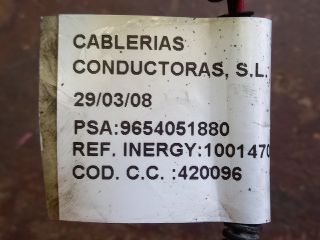 CABLERIAS
CONDUCTORAS, S.L.
29/03/08
PSA:9654051880
REF. INERGY:1001470
COD. C.C. :420096